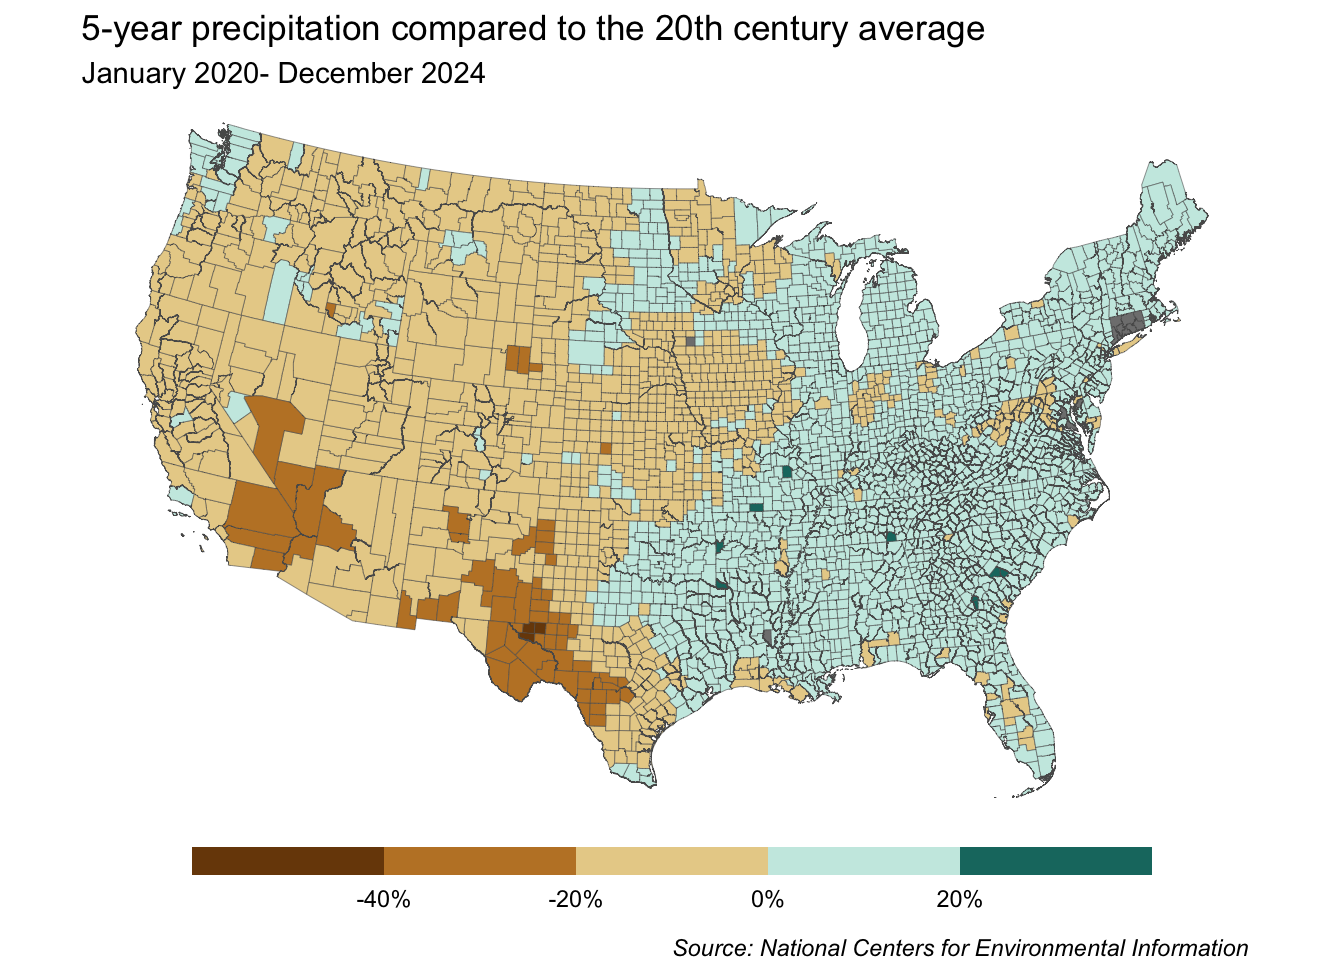 5-year precipitation compared to the 20th century average
January 2020- December 2024
-40% -20% 0% 20%
Source: National Centers for Environmental Information